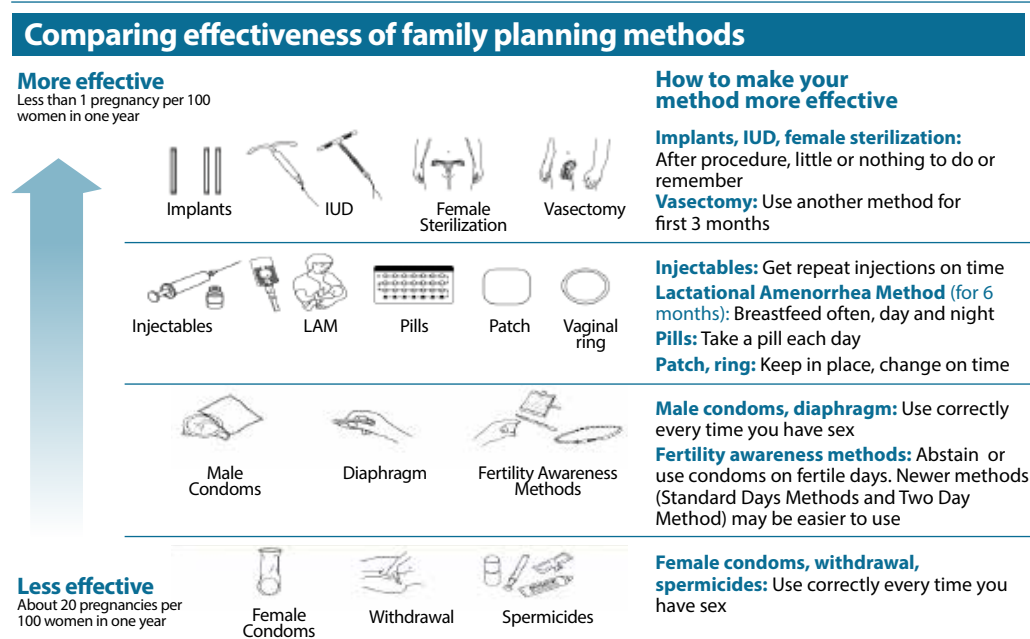 Comparing effectiveness of family planning methods
More effective
Less than 1 pregnancy per 100
women in one year
Implants
IUD
Female
Sterilization
Vasectomy
How to make your
method more effective
Implants, IUD, female sterilization:
After procedure, little or nothing to do or
remember
Vasectomy: Use another method for
first 3 months
Injectables
LAM
Pills
Patch
Vaginal
ring
Injectables: Get repeat injections on time
Lactational Amenorrhea Method (for 6
months): Breastfeed often, day and night
Pills: Take a pill each day
Patch, ring: Keep in place, change on time
Male
Condoms
Diaphragm
Fertility Awareness
Methods
Male condoms, diaphragm: Use correctly
every time you have sex
Fertility awareness methods: Abstain or
use condoms on fertile days. Newer methods
(Standard Days Methods and Two Day
Method) may be easier to use
Less effective
About 20 pregnancies per
100 women in one year
Female
Condoms
Withdrawal
Spermicides
Female condoms, withdrawal,
spermicides: Use correctly every time you
have sex